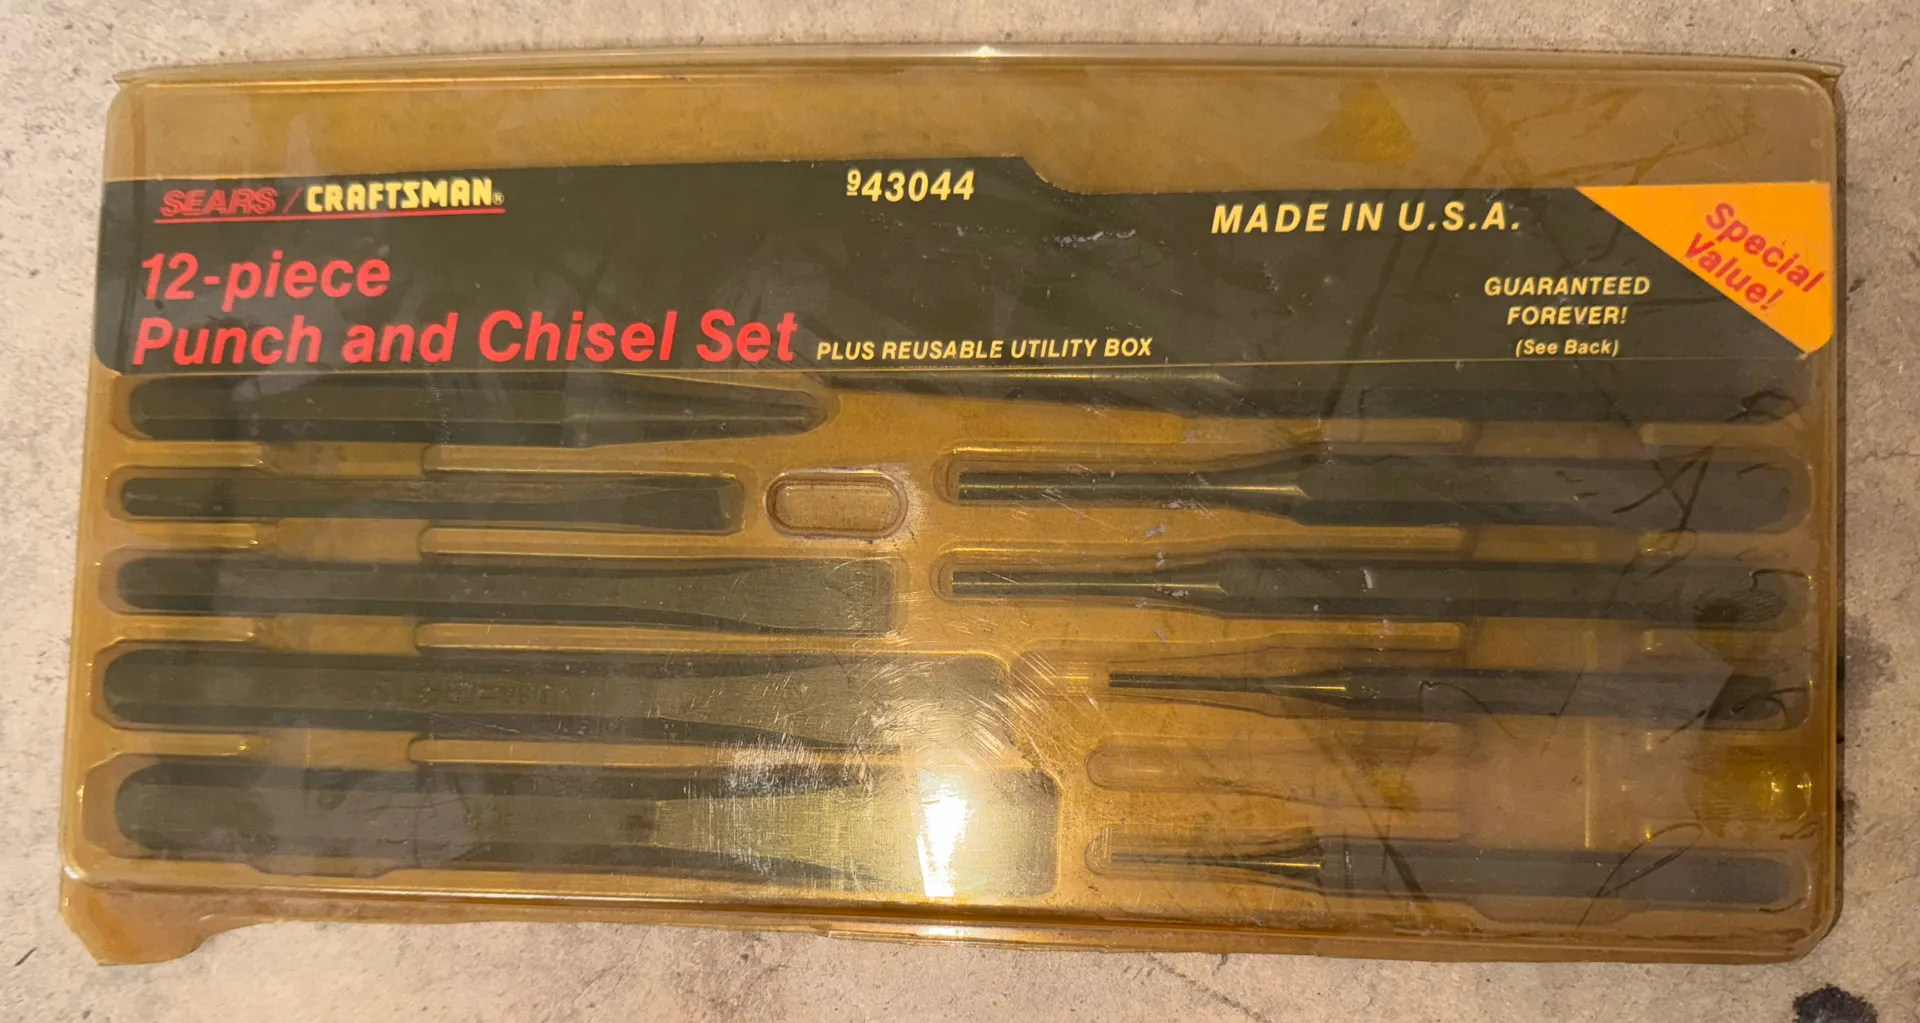 SEARS / CRAFTSMAN®
943044
MADE IN U.S.A.
Special
Value!
12-piece
Punch and Chisel Set
PLUS REUSABLE UTILITY BOX
GUARANTEED
FOREVER!
(See Back)